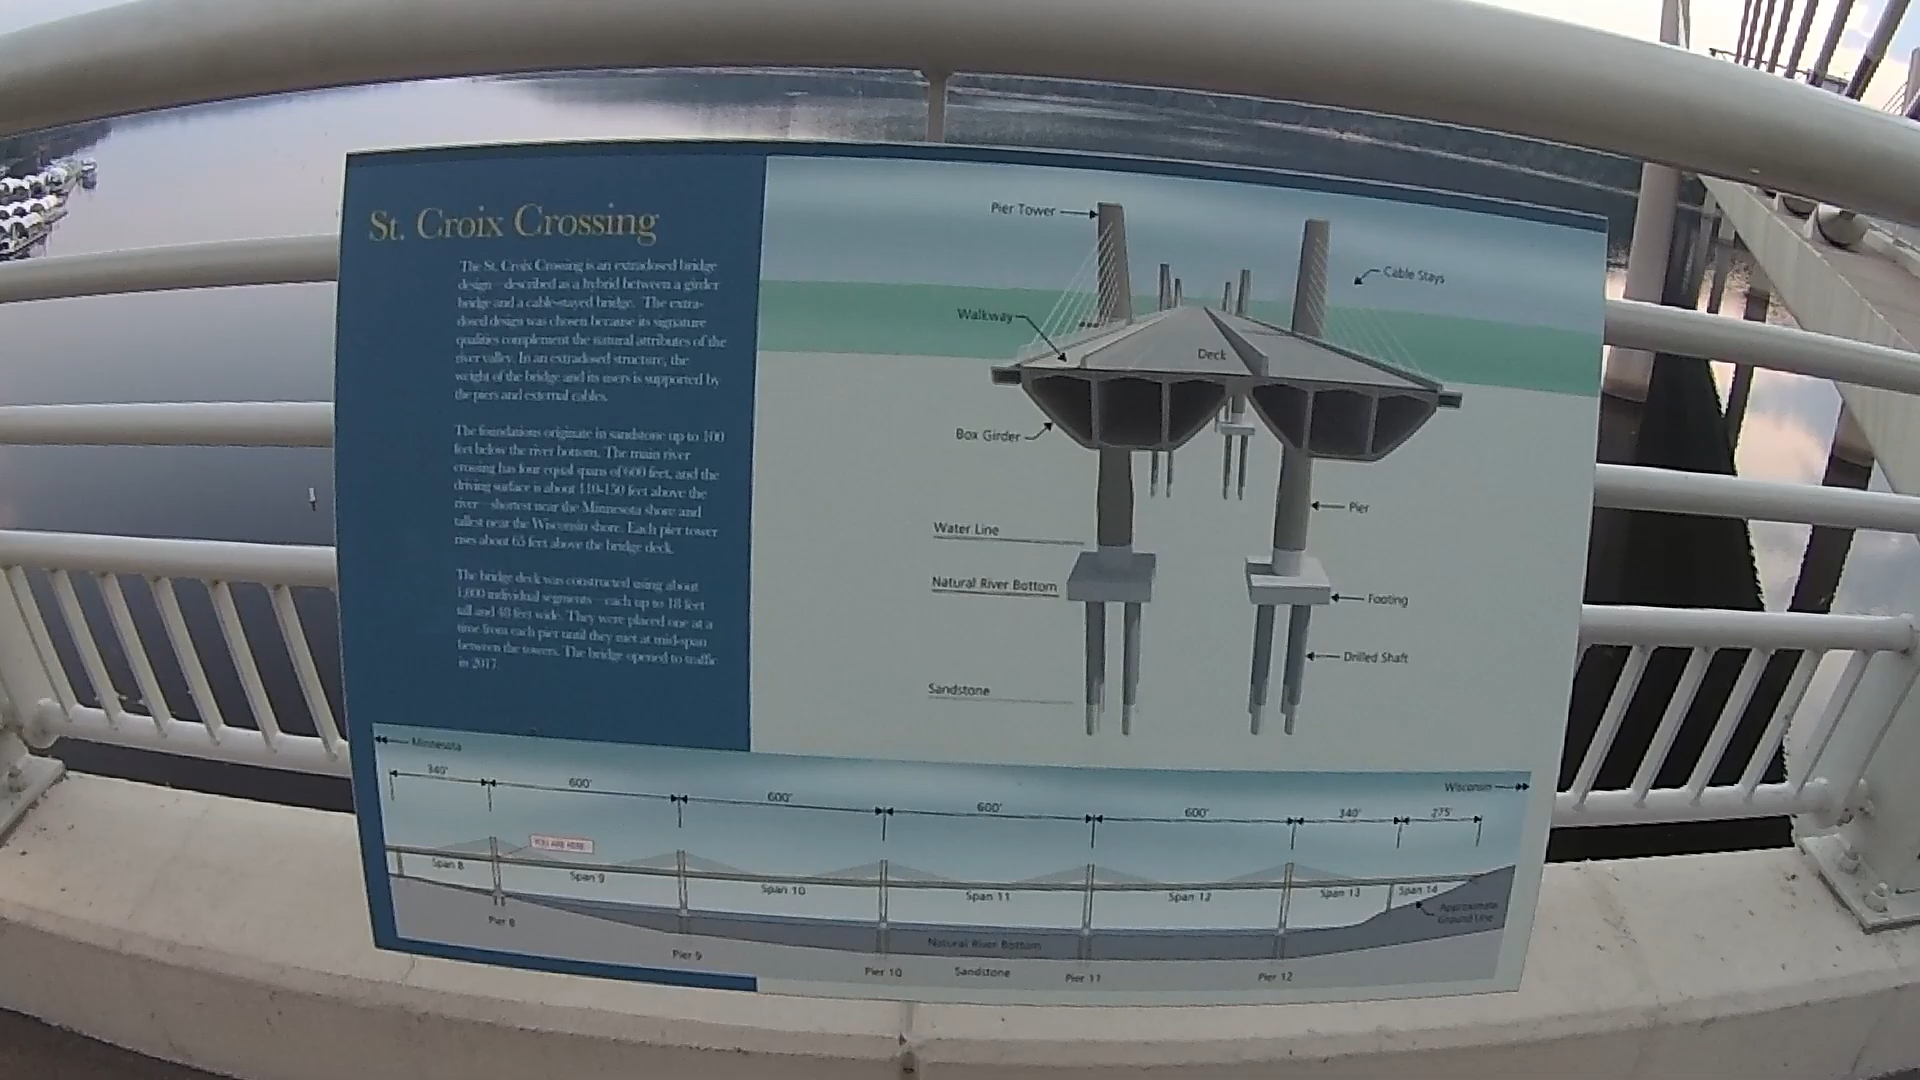 St. Croix Crossing
The St. Croix Crossing is an extradosed bridge
design - described as a hybrid between a girder
bridge and a cable-stayed bridge. The extra-
dosed design was chosen because its signature
qualities complement the natural attributes of the
river valley. In an extradosed structure, the
weight of the bridge and its users is supported by
the piers and external cables.
The foundations originate in sandstone up to 100
feet below the river bottom. The main river
crossing has four equal spans of 600 feet, and the
driving surface is about 110-150 feet above the
river - shortest near the Minnesota shore and
tallest near the Wisconsin shore. Each pier tower
rises about 65 feet above the bridge deck.
The bridge deck was constructed using about
1,000 individual segments - each up to 18 feet
tall and 48 feet wide. They were placed one at a
time from each pier until they met at mid-span
between the towers. The bridge opened to traffic
in 2017.
Pier Tower
Cable Stays
Walkway
Deck
Box Girder
Pier
Water Line
Natural River Bottom
Footing
Drilled Shaft
Sandstone
Minnesota
Wisconsin
340' 600' 600' 600' 600' 340' 275'
YOU ARE HERE
Span 8 Span 9 Span 10 Span 11 Span 12 Span 13 Span 14
Approximate
Ground Line
Natural River Bottom
Pier 8 Pier 9 Pier 10 Sandstone Pier 11 Pier 12